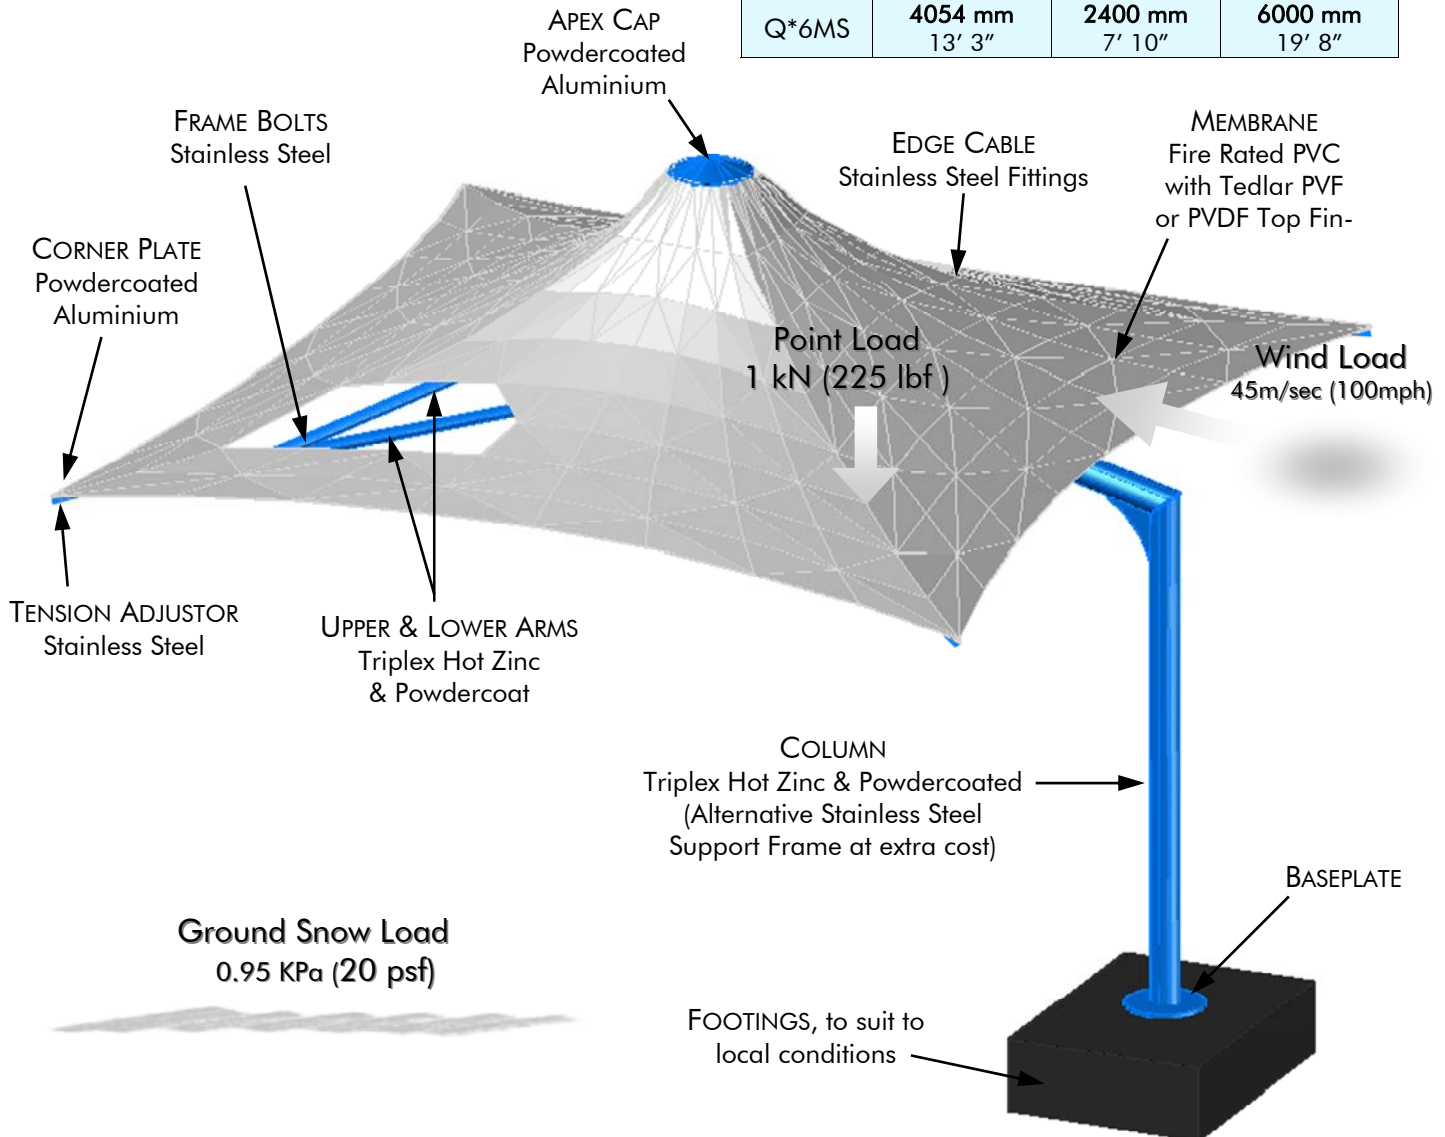 APEX CAP
Powdercoated
Aluminium
Q*6MS
4054 mm
13' 3”
2400 mm
7' 10”
6000 mm
19' 8”
FRAME BOLTS
Stainless Steel
EDGE CABLE
Stainless Steel Fittings
MEMBRANE
Fire Rated PVC
with Tedlar PVF
or PVDF Top Fin-
CORNER PLATE
Powdercoated
Aluminium
Point Load
1 kN (225 lbf )
Wind Load
45m/sec (100mph)
TENSION ADJUSTOR
Stainless Steel
UPPER & LOWER ARMS
Triplex Hot Zinc
& Powdercoat
COLUMN
Triplex Hot Zinc & Powdercoated
(Alternative Stainless Steel
Support Frame at extra cost)
BASEPLATE
Ground Snow Load
0.95 KPa (20 psf)
FOOTINGS, to suit to
local conditions